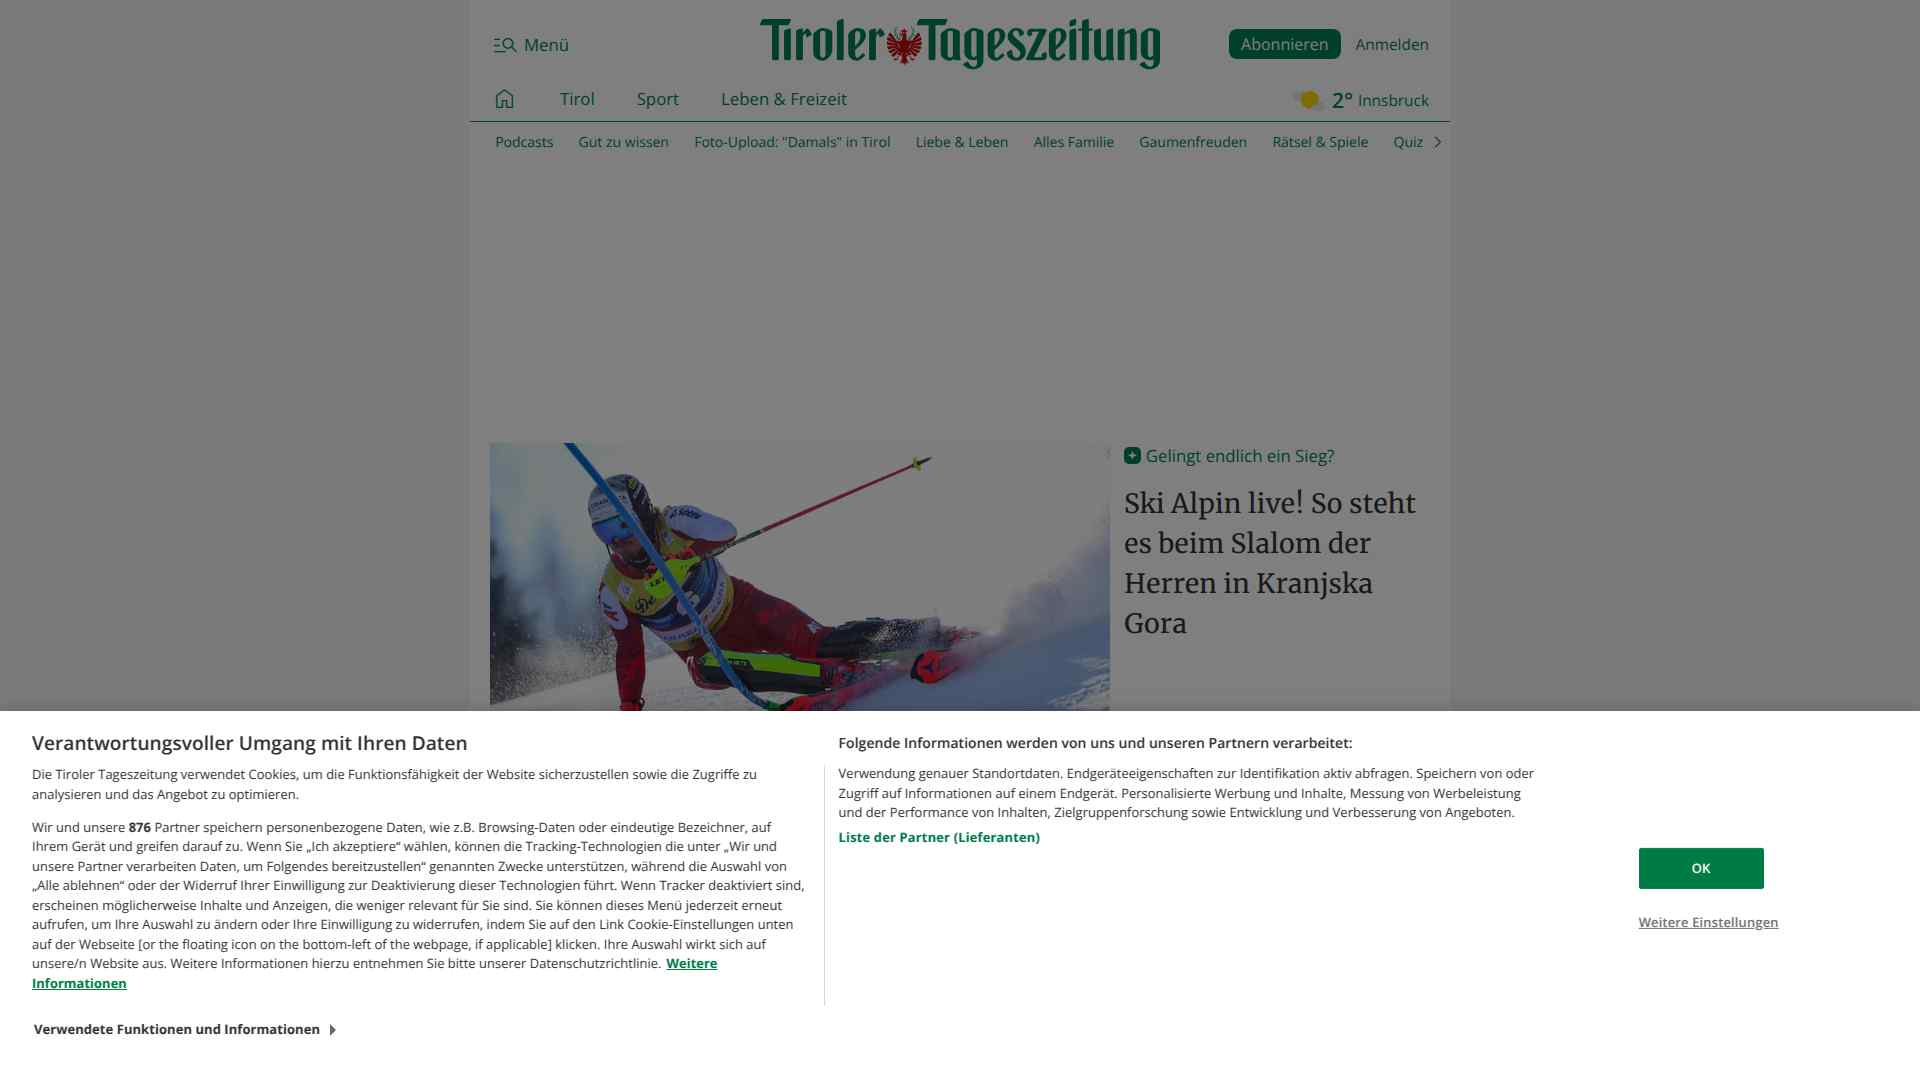 Menü
Tiroler Tageszeitung
Abonnieren
Anmelden
Tirol
Sport
Leben & Freizeit
2° Innsbruck
Podcasts
Gut zu wissen
Foto-Upload: "Damals" in Tirol
Liebe & Leben
Alles Familie
Gaumenfreuden
Rätsel & Spiele
Quiz
Gelingt endlich ein Sieg?
Ski Alpin live! So steht
es beim Slalom der
Herren in Kranjska
Gora
Verantwortungsvoller Umgang mit Ihren Daten
Die Tiroler Tageszeitung verwendet Cookies, um die Funktionsfähigkeit der Website sicherzustellen sowie die Zugriffe zu
analysieren und das Angebot zu optimieren.
Wir und unsere 876 Partner speichern personenbezogene Daten, wie z.B. Browsing-Daten oder eindeutige Bezeichner, auf
Ihrem Gerät und greifen darauf zu. Wenn Sie „Ich akzeptiere“ wählen, können die Tracking-Technologien die unter „Wir und
unsere Partner verarbeiten Daten, um Folgendes bereitzustellen“ genannten Zwecke unterstützen, während die Auswahl von
„Alle ablehnen“ oder der Widerruf Ihrer Einwilligung zur Deaktivierung dieser Technologien führt. Wenn Tracker deaktiviert sind,
erscheinen möglicherweise Inhalte und Anzeigen, die weniger relevant für Sie sind. Sie können dieses Menü jederzeit erneut
aufrufen, um Ihre Auswahl zu ändern oder Ihre Einwilligung zu widerrufen, indem Sie auf den Link Cookie-Einstellungen unten
auf der Webseite [or the floating icon on the bottom-left of the webpage, if applicable] klicken. Ihre Auswahl wirkt sich auf
unsere/n Website aus. Weitere Informationen hierzu entnehmen Sie bitte unserer Datenschutzrichtlinie. Weitere
Informationen
Verwendete Funktionen und Informationen
Folgende Informationen werden von uns und unseren Partnern verarbeitet:
Verwendung genauer Standortdaten. Endgeräteeigenschaften zur Identifikation aktiv abfragen. Speichern von oder
Zugriff auf Informationen auf einem Endgerät. Personalisierte Werbung und Inhalte, Messung von Werbeleistung
und der Performance von Inhalten, Zielgruppenforschung sowie Entwicklung und Verbesserung von Angeboten.
Liste der Partner (Lieferanten)
OK
Weitere Einstellungen